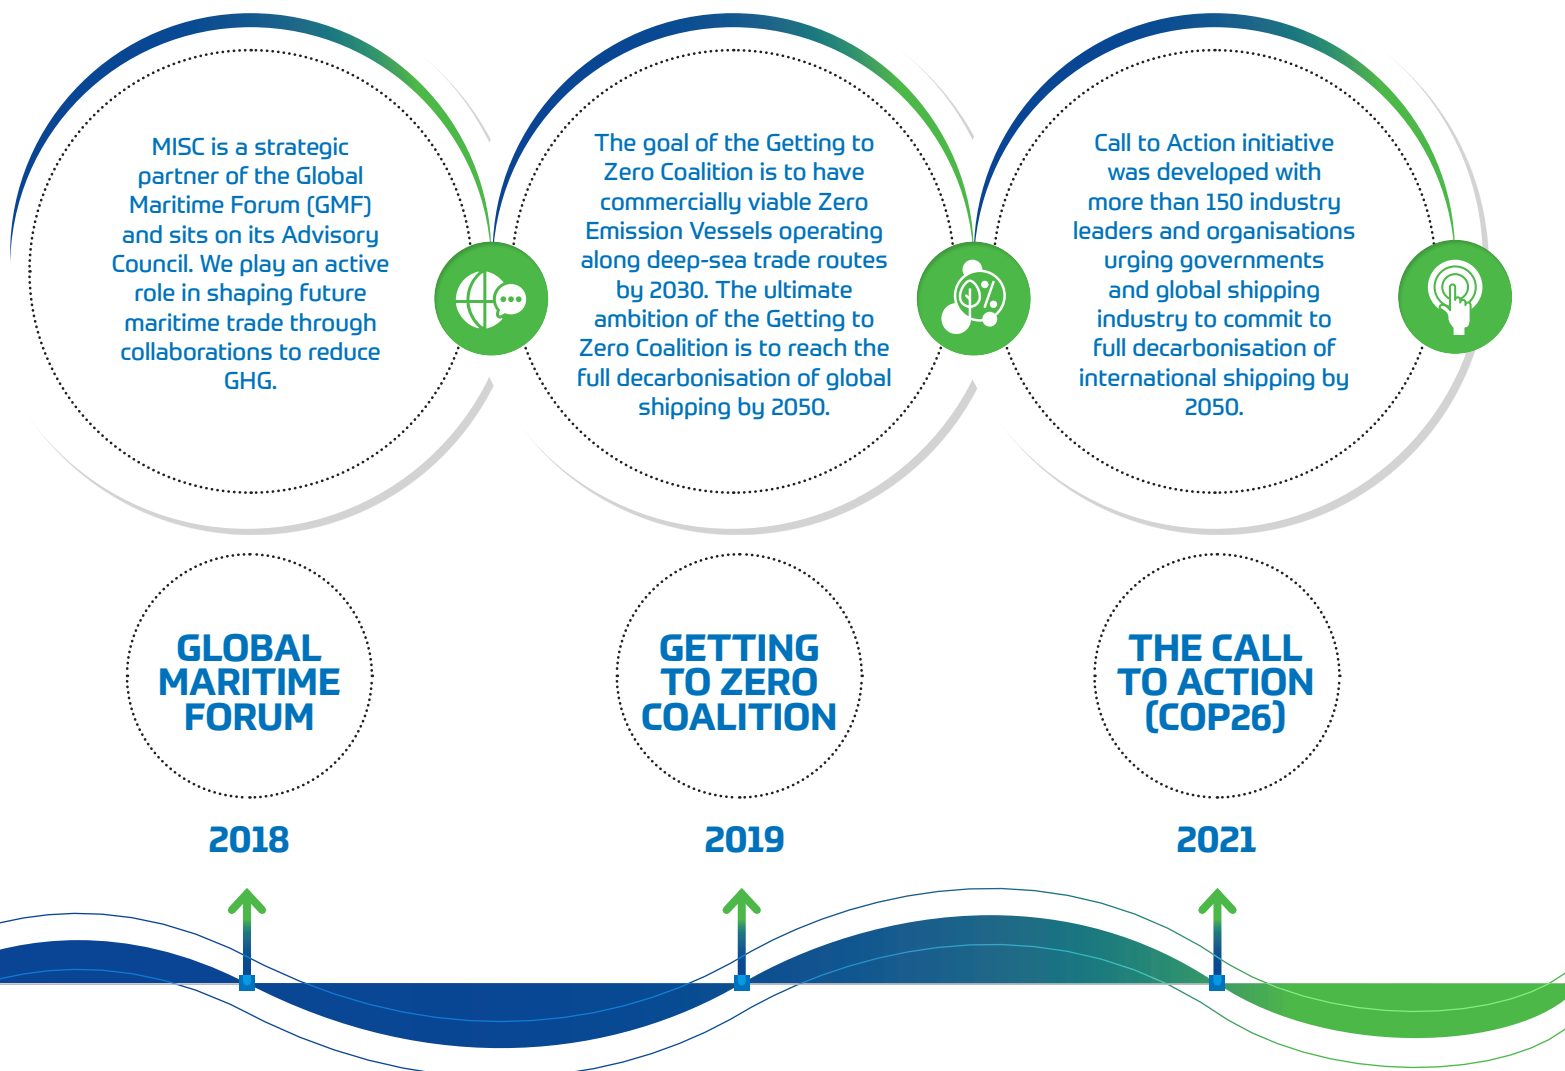 MISC is a strategic
partner of the Global
Maritime Forum (GMF)
and sits on its Advisory
Council. We play an active
role in shaping future
maritime trade through
collaborations to reduce
GHG.
The goal of the Getting to
Zero Coalition is to have
commercially viable Zero
Emission Vessels operating
along deep-sea trade routes
by 2030. The ultimate
ambition of the Getting to
Zero Coalition is to reach the
full decarbonisation of global
shipping by 2050.
Call to Action initiative
was developed with
more than 150 industry
leaders and organisations
urging governments
and global shipping
industry to commit to
full decarbonisation of
international shipping by
2050.
GLOBAL
MARITIME
FORUM
GETTING
TO ZERO
COALITION
THE CALL
TO ACTION
(COP26)
2018
2019
2021